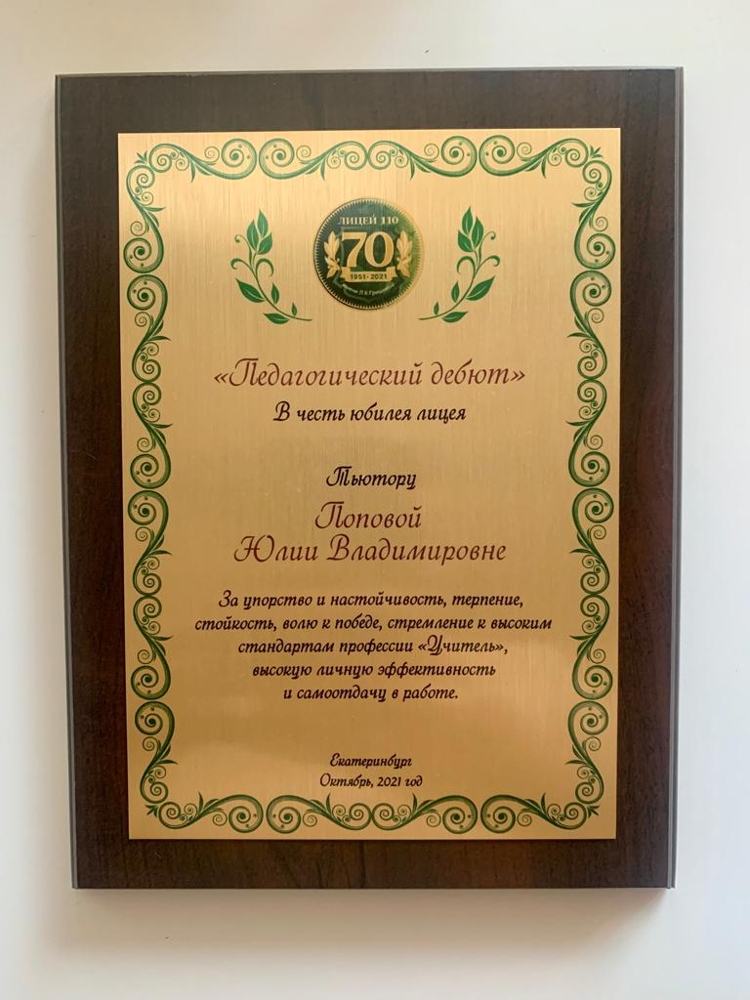 ЛИЦЕЙ 110
70
1951-2021
«Педагогический дебют»
В честь юбилея лицея
Тьютору
Поповой
Юлии Владимировне
За упорство и настойчивость, терпение,
стойкость, волю к победе, стремление к высоким
стандартам профессии «Учитель»,
высокую личную эффективность
и самоотдачу в работе.
Екатеринбург
Октябрь, 2021 год